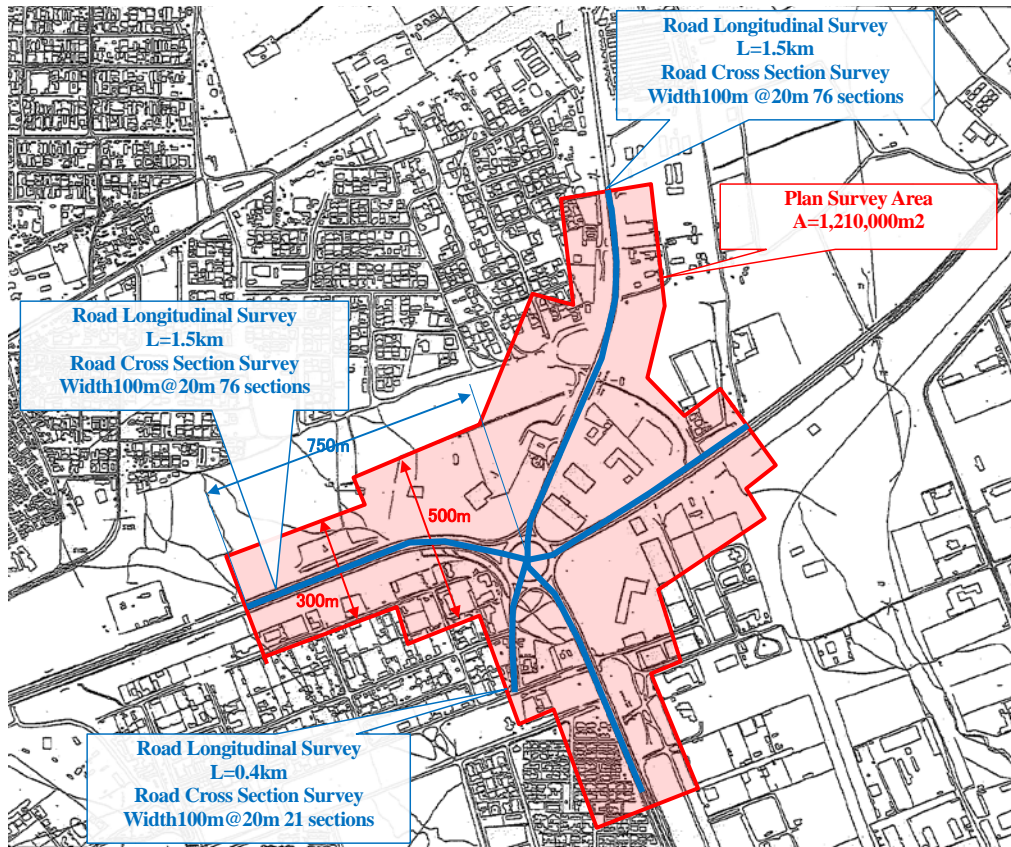 Road Longitudinal Survey
L=1.5km
Road Cross Section Survey
Width100m @20m 76 sections
Plan Survey Area
A=1,210,000m2
Road Longitudinal Survey
L=1.5km
Road Cross Section Survey
Width100m@20m 76 sections
750m
500m
300m
Road Longitudinal Survey
L=0.4km
Road Cross Section Survey
Width100m@20m 21 sections